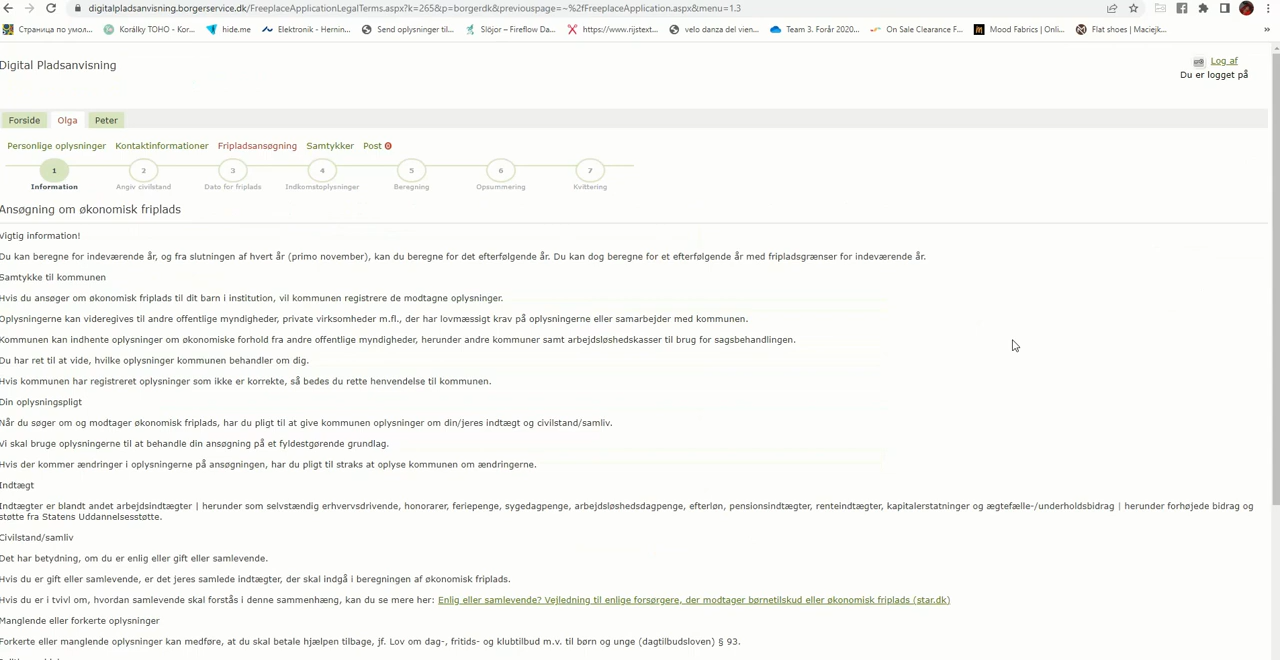 digitalpladsanvisning.borgerservice.dk/FreeplaceApplicationLegalTerms.aspx?k=265&p=borgerdk&previouspage=~%2fFreeplaceApplication.aspx&menu=1.3
Страница по умол... Korálky TOHO - Kor... hide.me Elektronik - Hernin... Send oplysninger til... Slöjor – Fireflow Da... https://www.rijstext... velo danza del vien... Team 3. Forår 2020... On Sale Clearance F... Mood Fabrics | Onli... Flat shoes | Maciejk... »
Digital Pladsanvisning
Log af
Du er logget på
Forside Olga Peter
Personlige oplysninger Kontaktinformationer Fripladsansøgning Samtykker Post 0
1 2 3 4 5 6 7
Information Angiv civilstand Dato for friplads Indkomstoplysninger Beregning Opsummering Kvittering
Ansøgning om økonomisk friplads
Vigtig information!
Du kan beregne for indeværende år, og fra slutningen af hvert år (primo november), kan du beregne for det efterfølgende år. Du kan dog beregne for et efterfølgende år med fripladsgrænser for indeværende år.
Samtykke til kommunen
Hvis du ansøger om økonomisk friplads til dit barn i institution, vil kommunen registrere de modtagne oplysninger.
Oplysningerne kan videregives til andre offentlige myndigheder, private virksomheder m.fl., der har lovmæssigt krav på oplysningerne eller samarbejder med kommunen.
Kommunen kan indhente oplysninger om økonomiske forhold fra andre offentlige myndigheder, herunder andre kommuner samt arbejdsløshedskasser til brug for sagsbehandlingen.
Du har ret til at vide, hvilke oplysninger kommunen behandler om dig.
Hvis kommunen har registreret oplysninger som ikke er korrekte, så bedes du rette henvendelse til kommunen.
Din oplysningspligt
Når du søger om og modtager økonomisk friplads, har du pligt til at give kommunen oplysninger om din/jeres indtægt og civilstand/samliv.
Vi skal bruge oplysningerne til at behandle din ansøgning på et fyldestgørende grundlag.
Hvis der kommer ændringer i oplysningerne på ansøgningen, har du pligt til straks at oplyse kommunen om ændringerne.
Indtægt
Indtægter er blandt andet arbejdsindtægter | herunder som selvstændig erhvervsdrivende, honorarer, feriepenge, sygedagpenge, arbejdsløshedsdagpenge, efterløn, pensionsindtægter, renteindtægter, kapitalerstatninger og ægtefælle-/underholdsbidrag | herunder forhøjede bidrag og
støtte fra Statens Uddannelsesstøtte.
Civilstand/samliv
Det har betydning, om du er enlig eller gift eller samlevende.
Hvis du er gift eller samlevende, er det jeres samlede indtægter, der skal indgå i beregningen af økonomisk friplads.
Hvis du er i tvivl om, hvordan samlevende skal forstås i denne sammenhæng, kan du se mere her: Enlig eller samlevende? Vejledning til enlige forsørgere, der modtager børnetilskud eller økonomisk friplads (star.dk)
Manglende eller forkerte oplysninger
Forkerte eller manglende oplysninger kan medføre, at du skal betale hjælpen tilbage, jf. Lov om dag-, fritids- og klubtilbud m.v. til børn og unge (dagtilbudsloven) § 93.